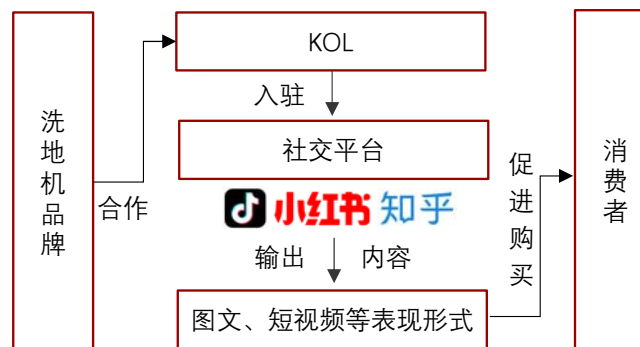 洗地机品牌
合作
KOL
入驻
社交平台
小红书 知乎
输出 内容
图文、短视频等表现形式
促进购买
消费者